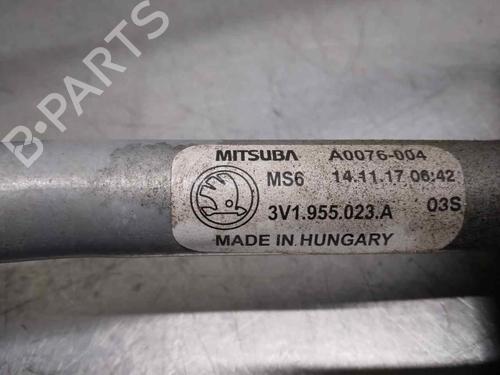 B-PARTS
MITSUBA A0076-004
MS6 14.11.17 06:42
3V1.955.023.A 03S
MADE IN HUNGARY